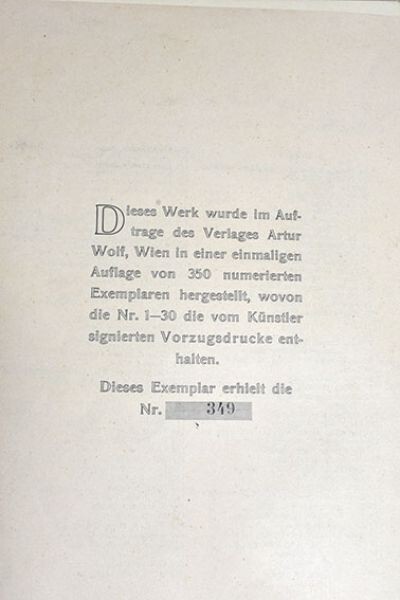 Dieses Werk wurde im Auf-
trage des Verlages Artur
Wolf, Wien in einer einmaligen
Auflage von 350 numerierten
Exemplaren hergestellt, wovon
die Nr. 1—30 die vom Künstler
signierten Vorzugsdrucke ent-
halten.
Dieses Exemplar erhielt die
Nr. 349